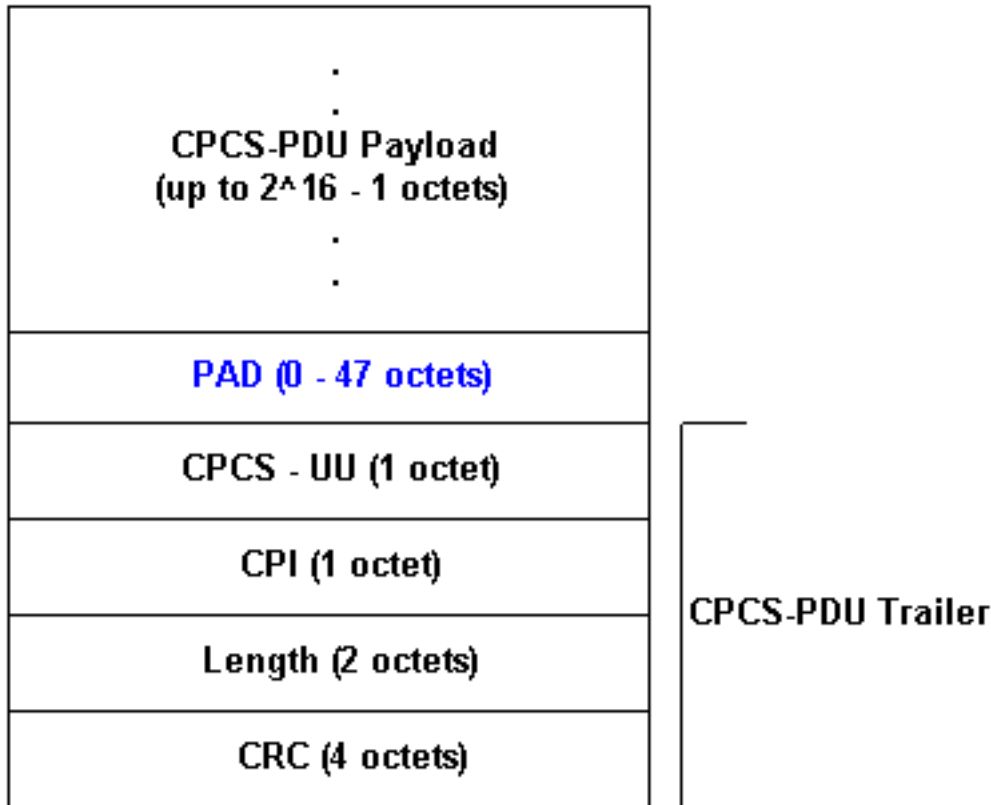 .
.
CPCS-PDU Payload
(up to 2^16 - 1 octets)
.
.
PAD (0 - 47 octets)
CPCS - UU (1 octet)
CPI (1 octet)
Length (2 octets)
CRC (4 octets)
CPCS-PDU Trailer